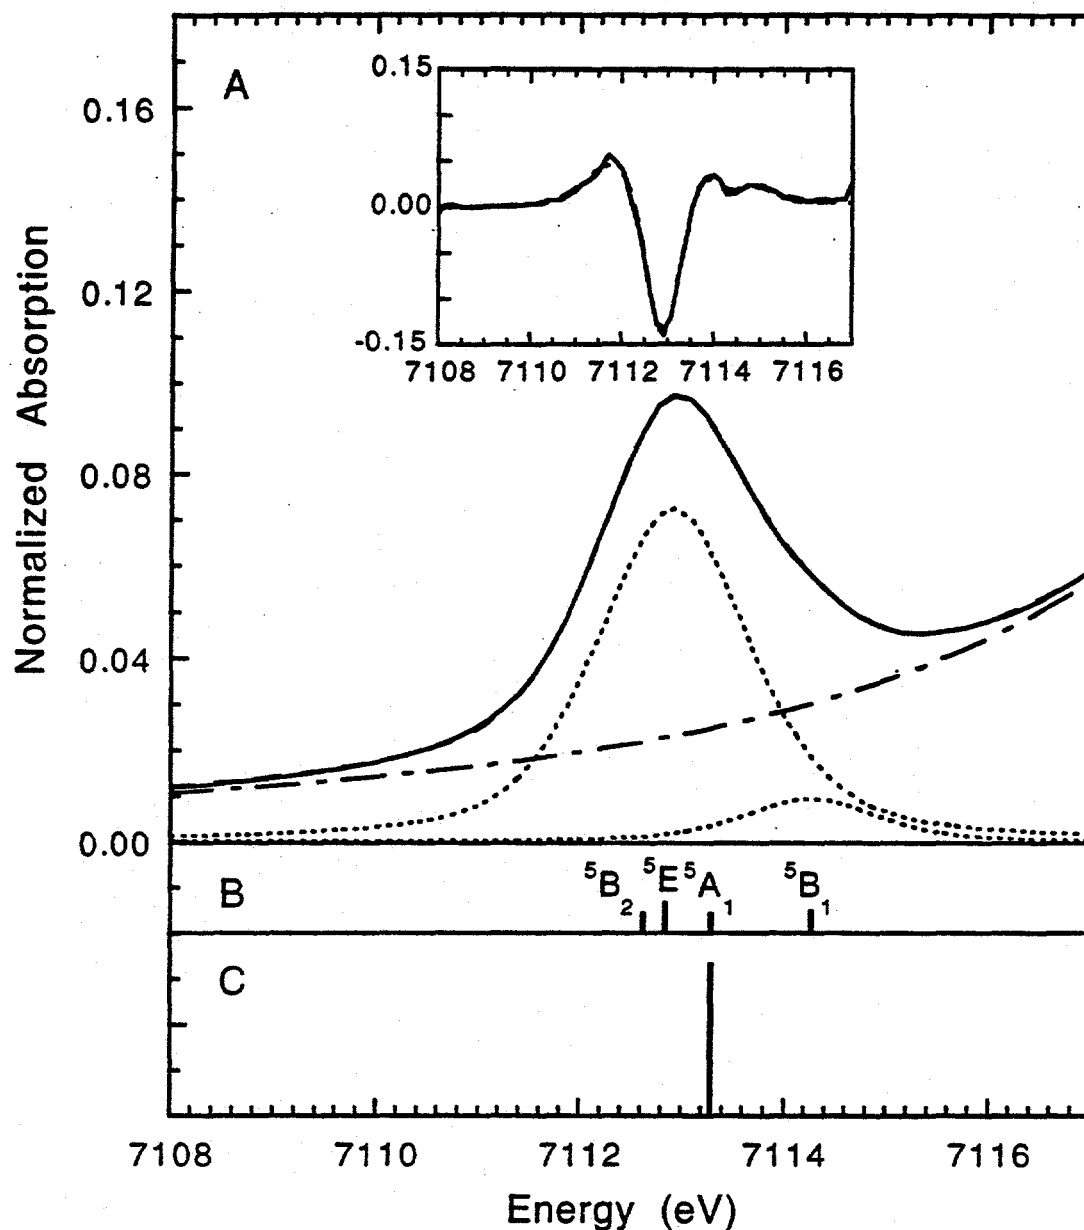 A
0.15
0.00
-0.15
7108 7110 7112 7114 7116
0.16
0.12
0.08
0.04
0.00
Normalized Absorption
B
⁵B₂ ⁵E ⁵A₁ ⁵B₁
C
7108 7110 7112 7114 7116
Energy (eV)